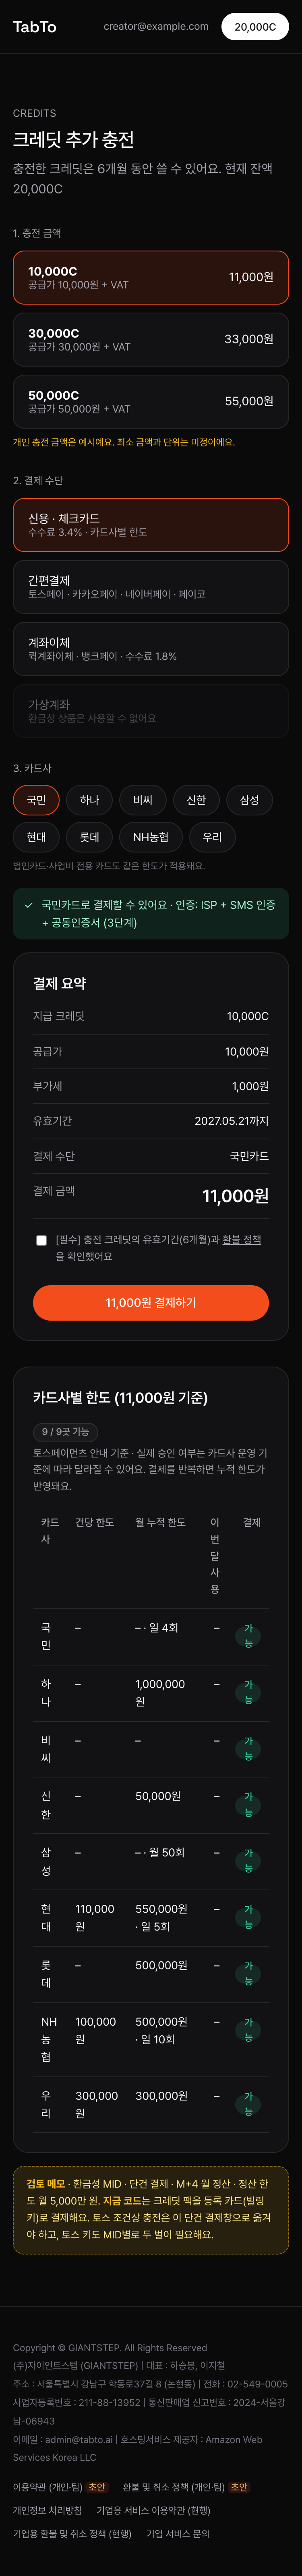 TabTo creator@example.com 20,000C
CREDITS
크레딧 추가 충전
충전한 크레딧은 6개월 동안 쓸 수 있어요. 현재 잔액
20,000C
1. 충전 금액
10,000C
공급가 10,000원 + VAT
11,000원
30,000C
공급가 30,000원 + VAT
33,000원
50,000C
공급가 50,000원 + VAT
55,000원
개인 충전 금액은 예시예요. 최소 금액과 단위는 미정이에요.
2. 결제 수단
신용 · 체크카드
수수료 3.4% · 카드사별 한도
간편결제
토스페이 · 카카오페이 · 네이버페이 · 페이코
계좌이체
퀵계좌이체 · 뱅크페이 · 수수료 1.8%
가상계좌
환금성 상품은 사용할 수 없어요
3. 카드사
국민 하나 비씨 신한 삼성
현대 롯데 NH농협 우리
법인카드·사업비 전용 카드도 같은 한도가 적용돼요.
✓ 국민카드로 결제할 수 있어요 · 인증: ISP + SMS 인증
+ 공동인증서 (3단계)
결제 요약
지급 크레딧 10,000C
공급가 10,000원
부가세 1,000원
유효기간 2027.05.21까지
결제 수단 국민카드
결제 금액 11,000원
[필수] 충전 크레딧의 유효기간(6개월)과 환불 정책
을 확인했어요
11,000원 결제하기
카드사별 한도 (11,000원 기준)
9 / 9곳 가능
토스페이먼츠 안내 기준 · 실제 승인 여부는 카드사 운영 기
준에 따라 달라질 수 있어요. 결제를 반복하면 누적 한도가
반영돼요.
카드
사
건당 한도
월 누적 한도
이
번
달
사
용
결제
국
민
–
– · 일 4회
–
가
능
하
나
–
1,000,000
원
–
가
능
비
씨
–
–
–
가
능
신
한
–
50,000원
–
가
능
삼
성
–
– · 월 50회
–
가
능
현
대
110,000
원
550,000원
· 일 5회
–
가
능
롯
데
–
500,000원
–
가
능
NH
농
협
100,000
원
500,000원
· 일 10회
–
가
능
우
리
300,000
원
300,000원
–
가
능
검토 메모 · 환금성 MID · 단건 결제 · M+4 월 정산 · 정산 한
도 월 5,000만 원. 지금 코드는 크레딧 팩을 등록 카드(빌링
키)로 결제해요. 토스 조건상 충전은 이 단건 결제창으로 옮겨
야 하고, 토스 키도 MID별로 두 벌이 필요해요.
Copyright © GIANTSTEP. All Rights Reserved
(주)자이언트스텝 (GIANTSTEP) | 대표 : 하승봉, 이지철
주소 : 서울특별시 강남구 학동로37길 8 (논현동) | 전화 : 02-549-0005
사업자등록번호 : 211-88-13952 | 통신판매업 신고번호 : 2024-서울강
남-06943
이메일 : admin@tabto.ai | 호스팅서비스 제공자 : Amazon Web
Services Korea LLC
이용약관 (개인·팀) 초안 환불 및 취소 정책 (개인·팀) 초안
개인정보 처리방침 기업용 서비스 이용약관 (현행)
기업용 환불 및 취소 정책 (현행) 기업 서비스 문의